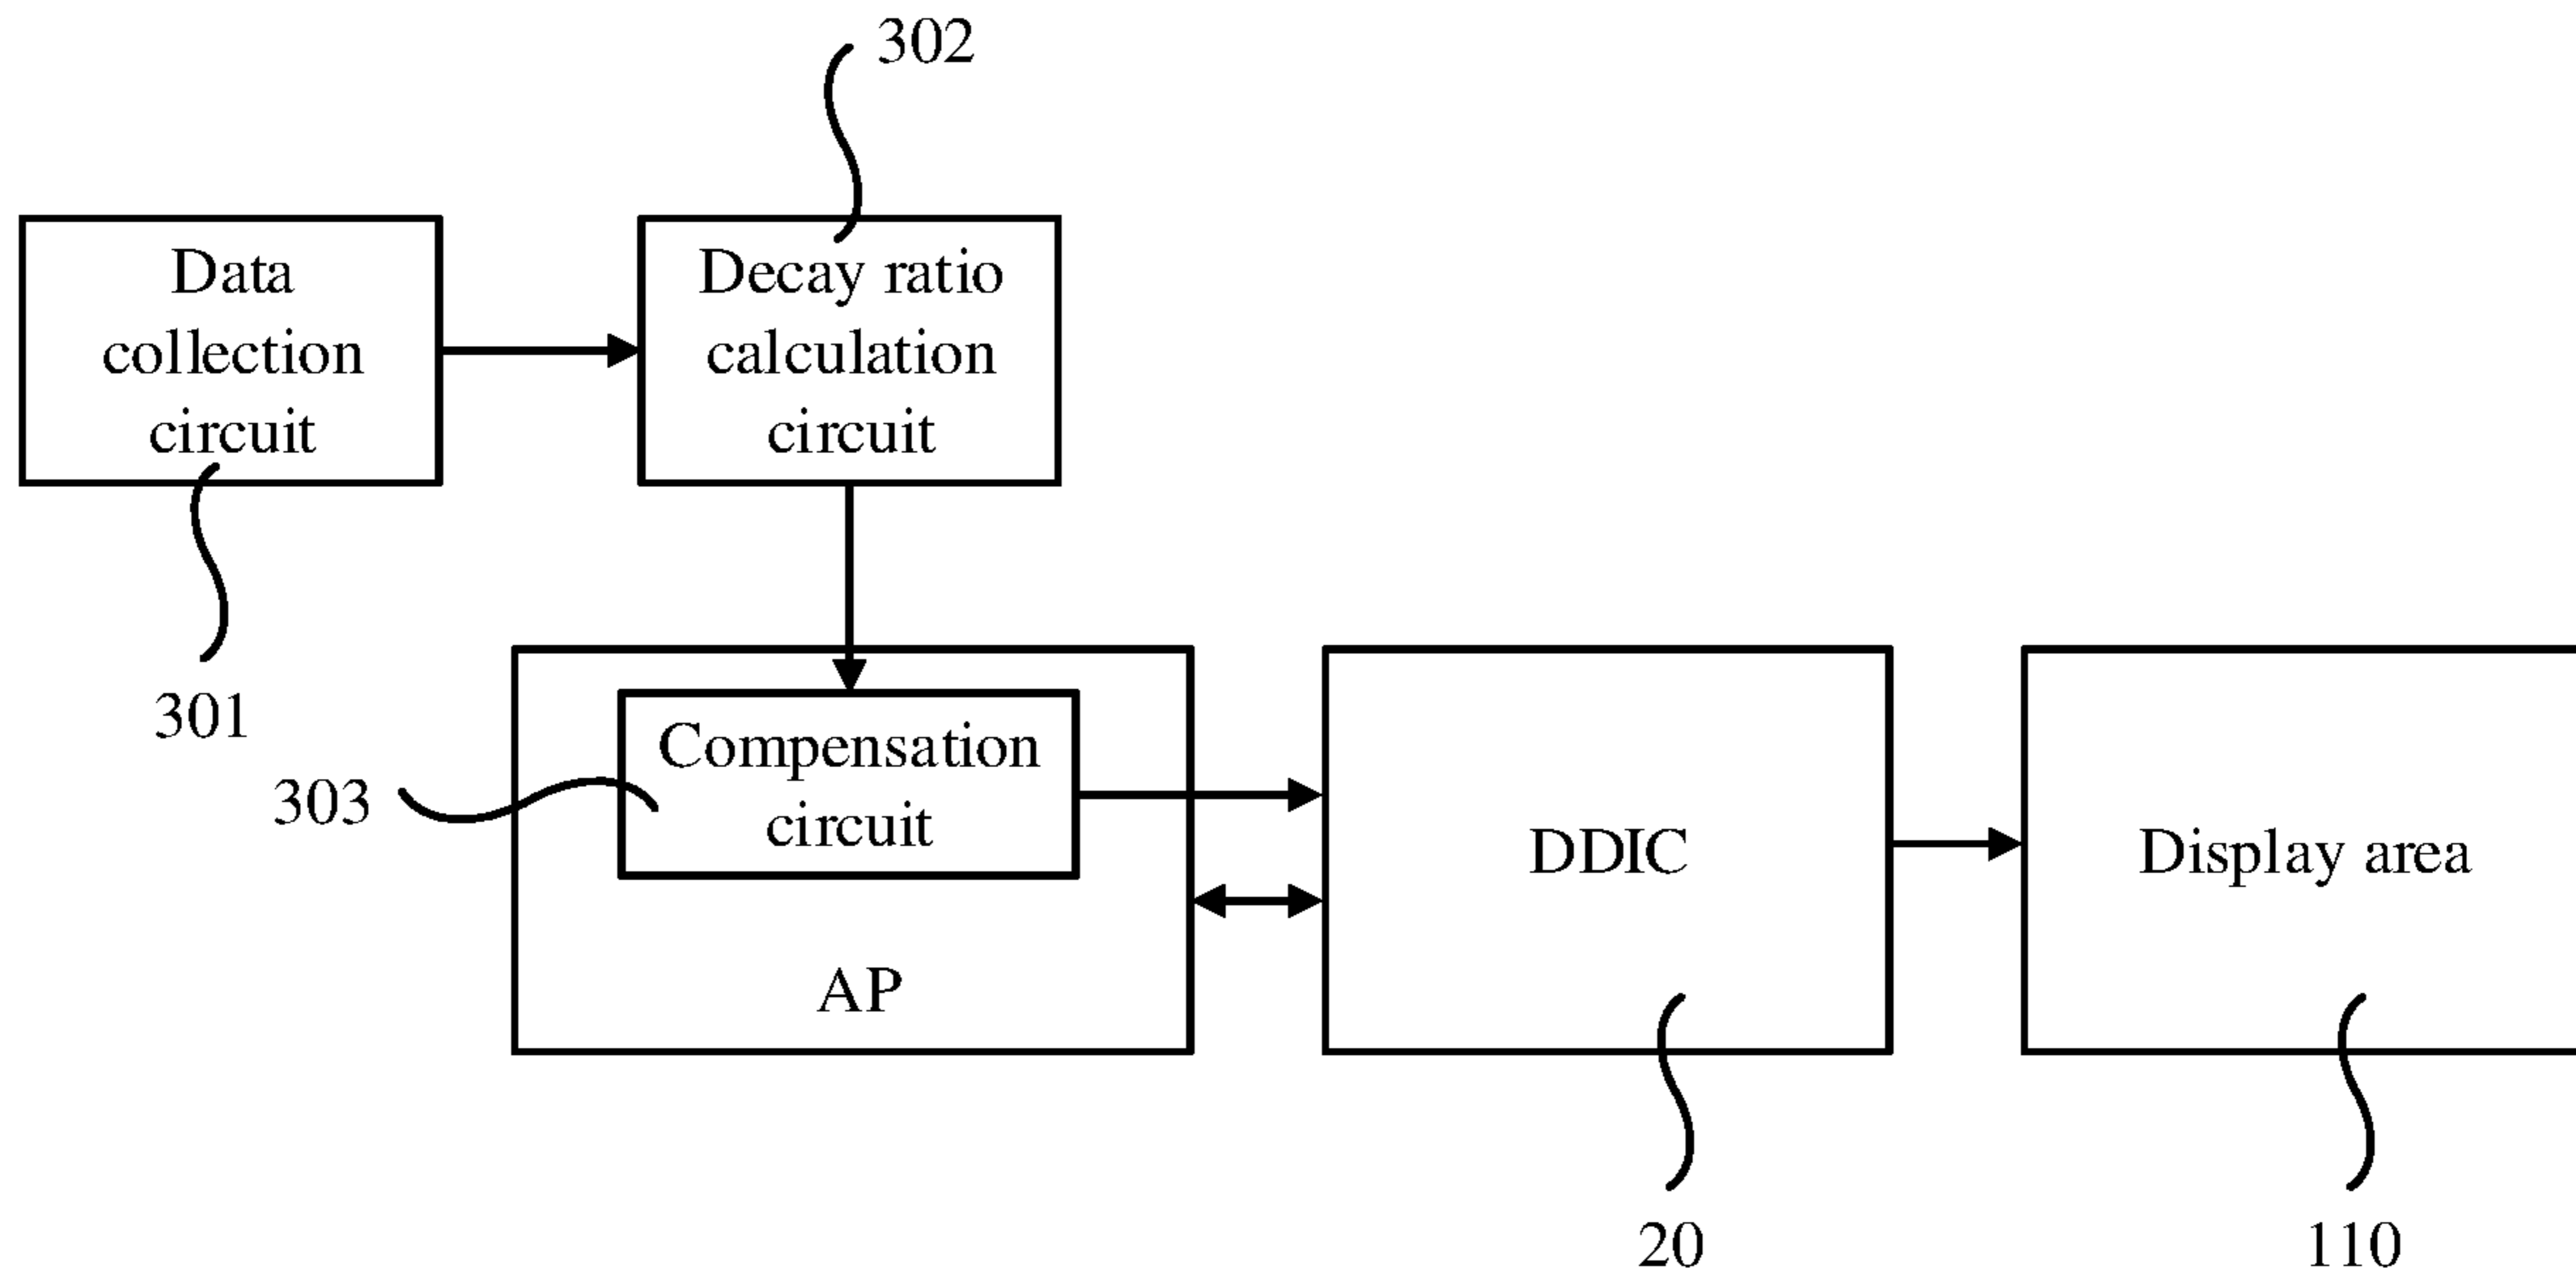 302
Data
collection
circuit
Decay ratio
calculation
circuit
301
303
Compensation
circuit
AP
DDIC
Display area
20
110